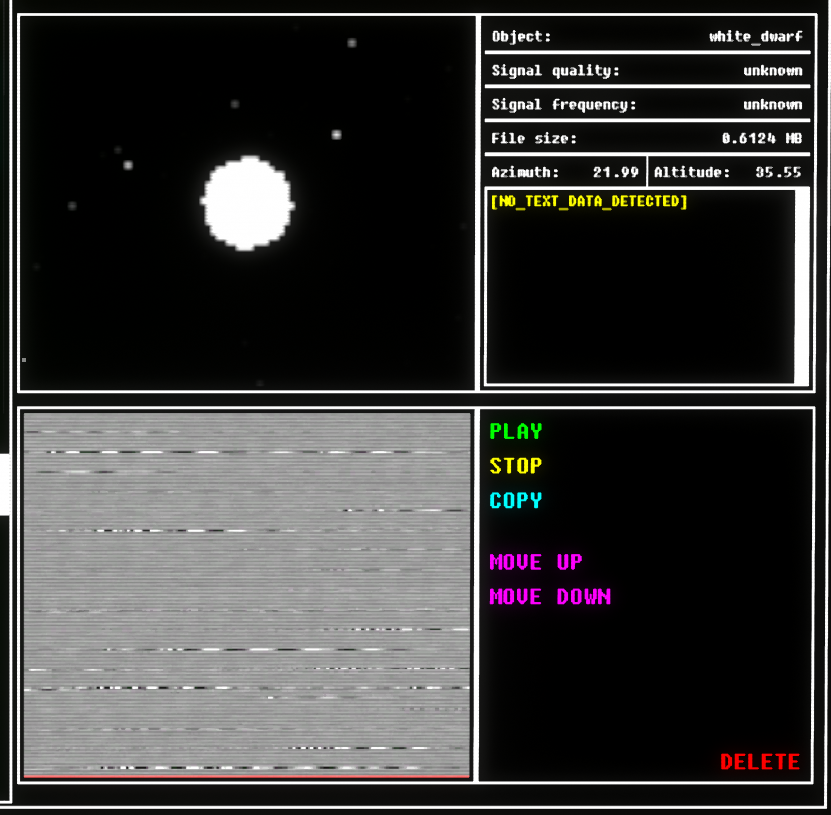 Object: white_dwarf
Signal quality: unknown
Signal frequency: unknown
File size: 0.6124 MB
Azimuth: 21.99 Altitude: 35.55
[NO_TEXT_DATA_DETECTED]
PLAY
STOP
COPY
MOVE UP
MOVE DOWN
DELETE